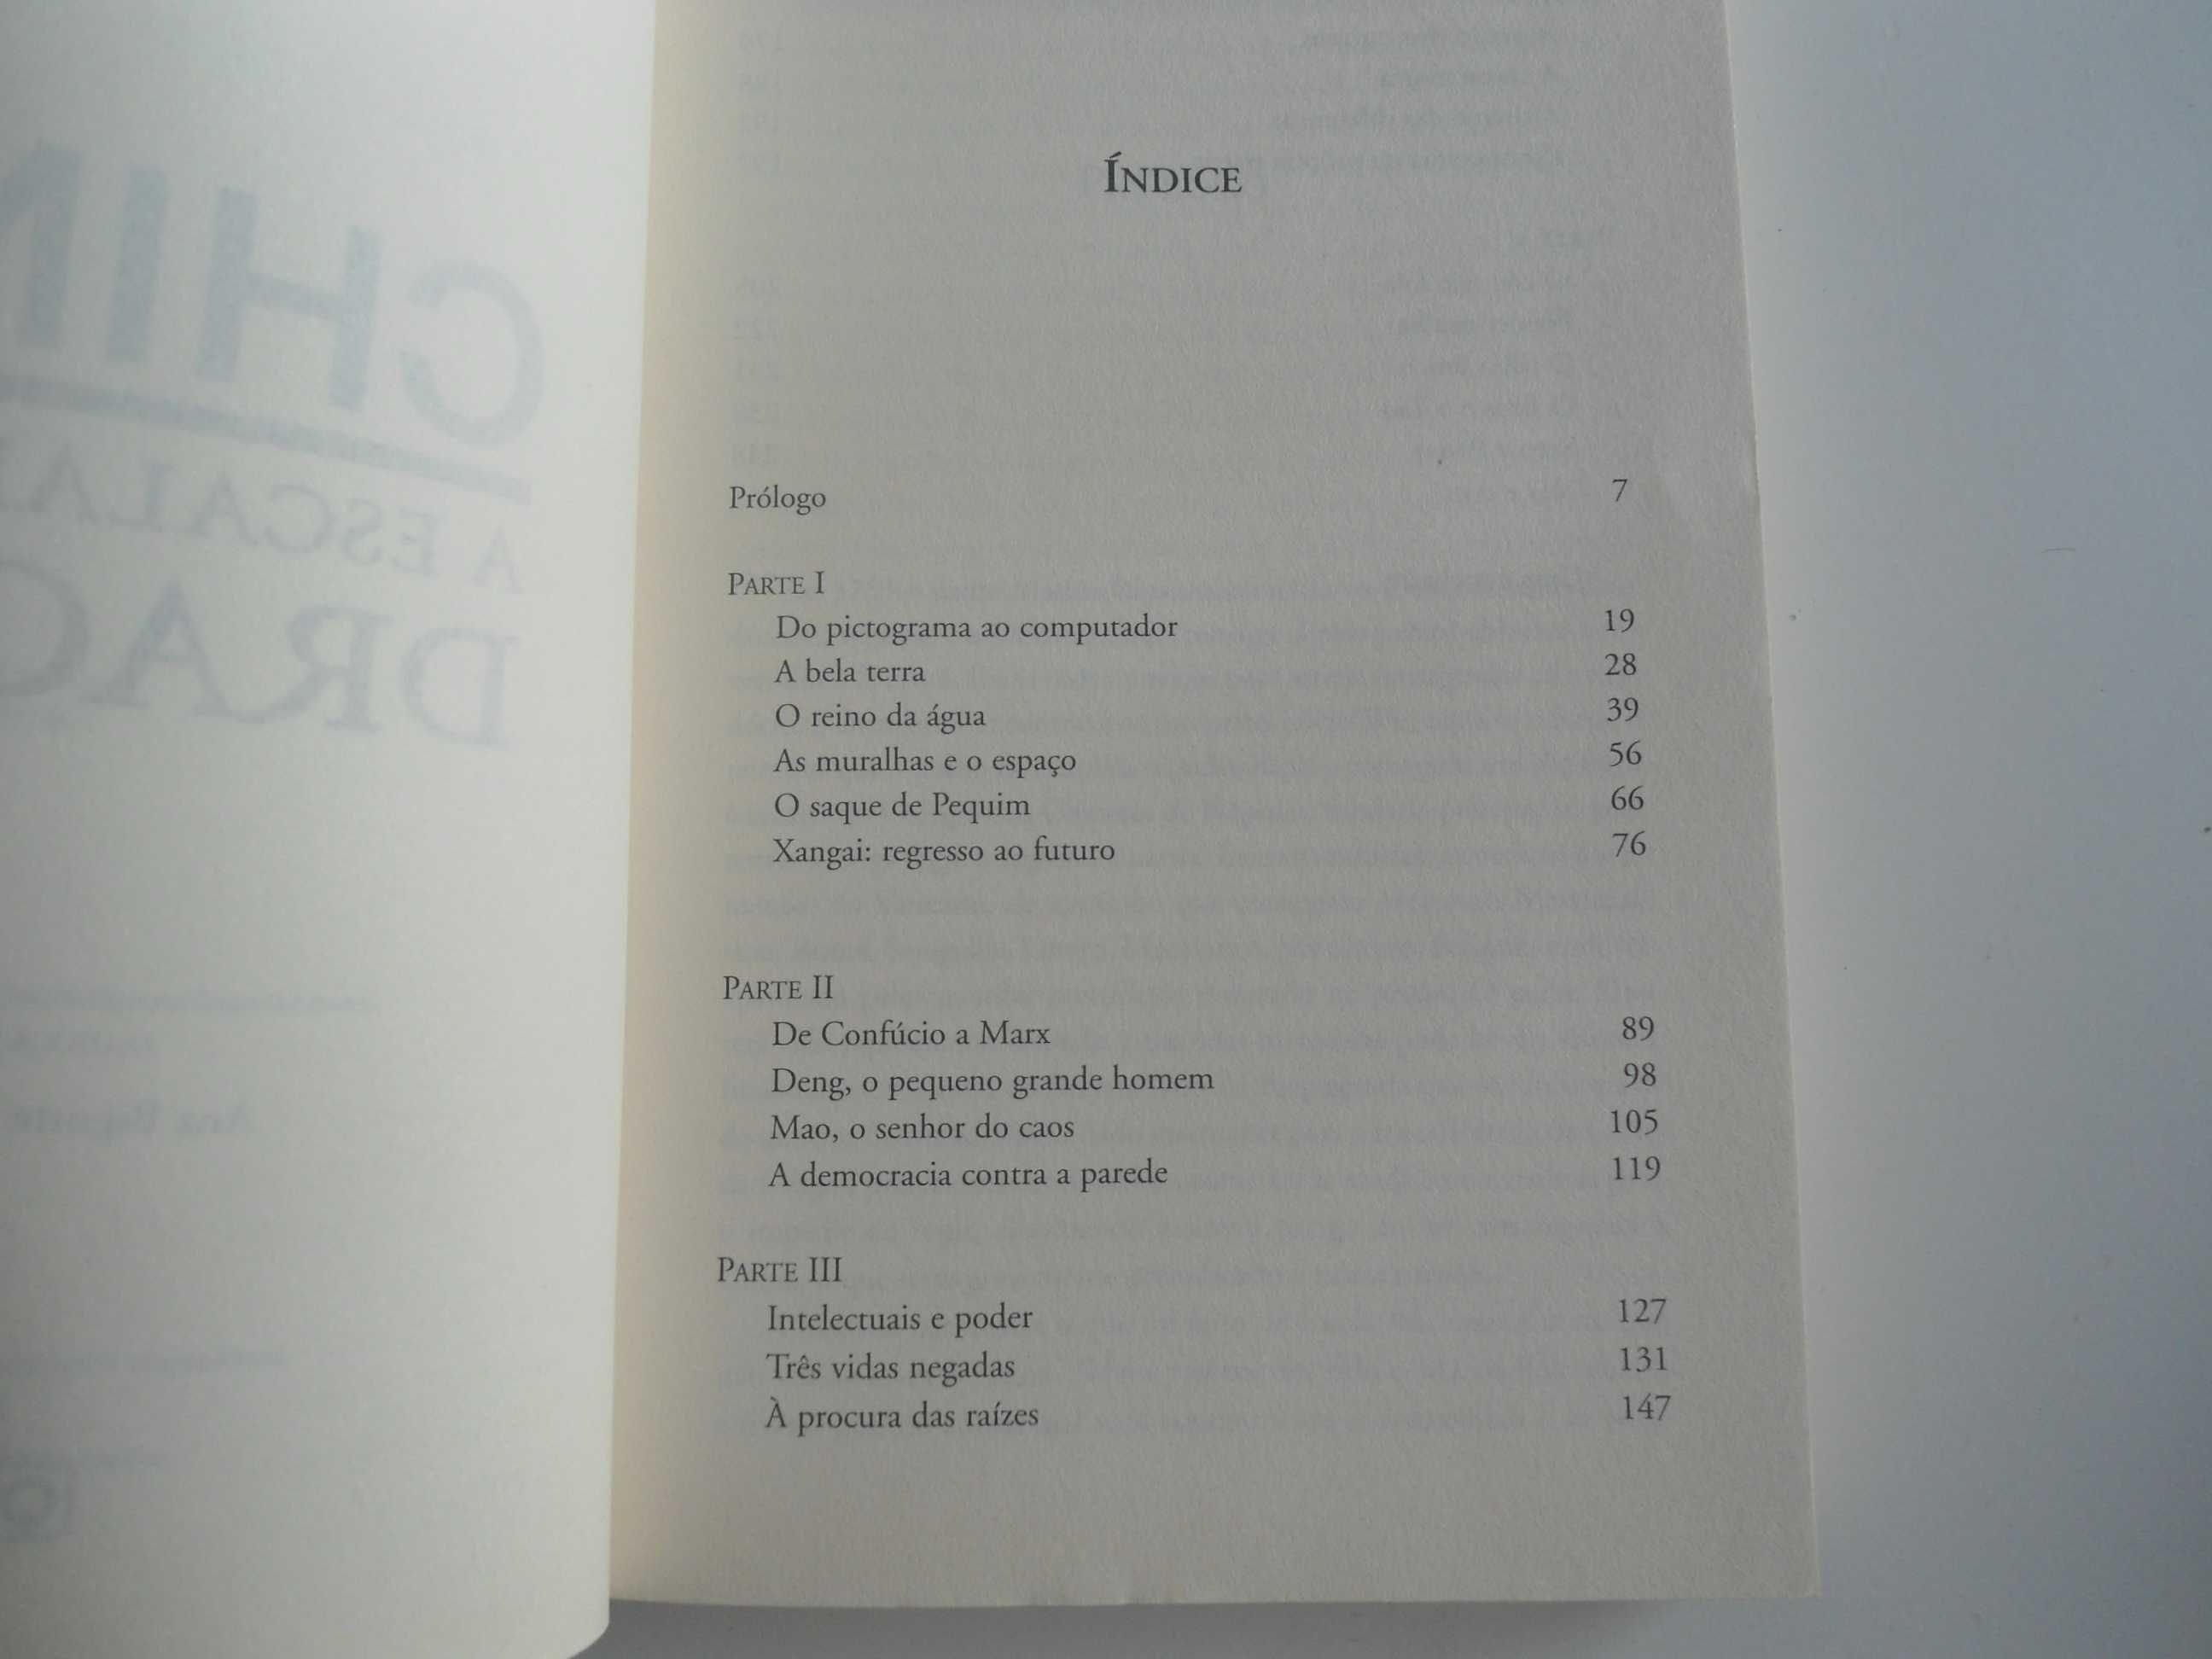 ÍNDICE
Prólogo 7
PARTE I
Do pictograma ao computador 19
A bela terra 28
O reino da água 39
As muralhas e o espaço 56
O saque de Pequim 66
Xangai: regresso ao futuro 76
PARTE II
De Confúcio a Marx 89
Deng, o pequeno grande homem 98
Mao, o senhor do caos 105
A democracia contra a parede 119
PARTE III
Intelectuais e poder 127
Três vidas negadas 131
À procura das raízes 147